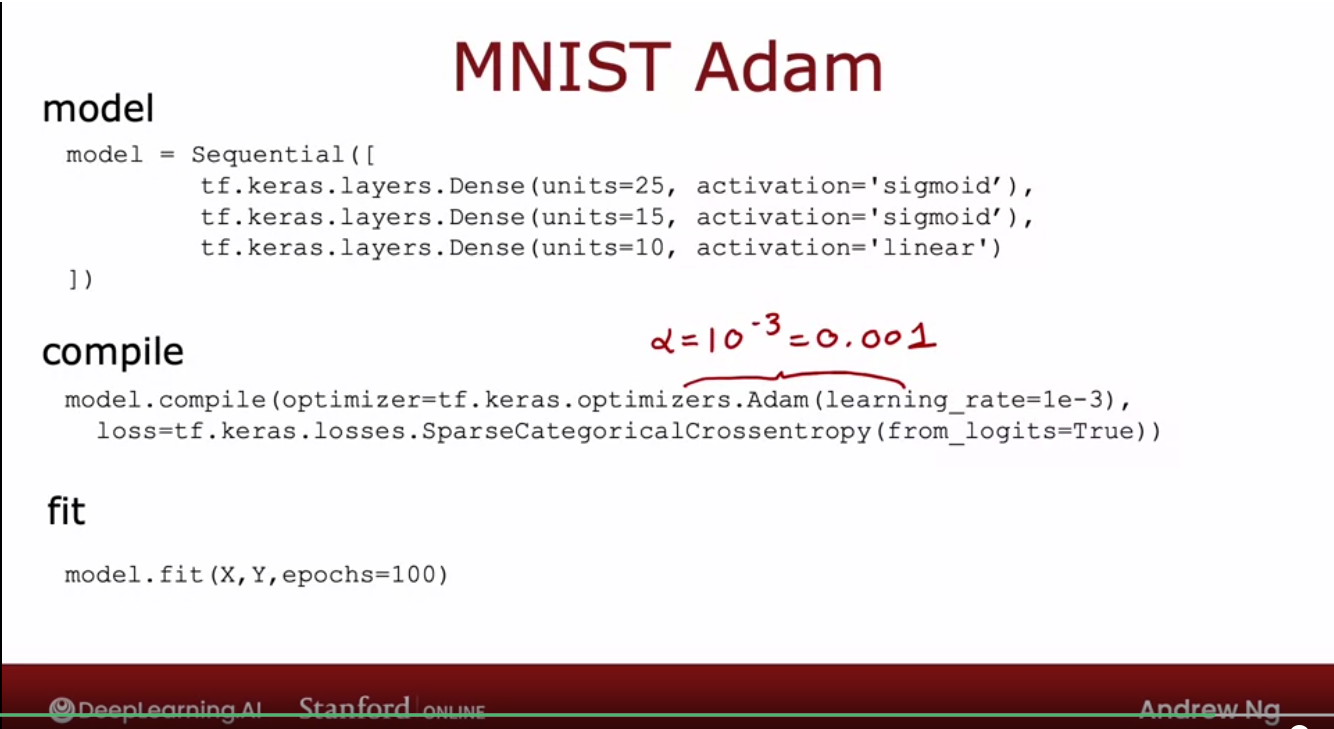 MNIST Adam
model
model = Sequential([
tf.keras.layers.Dense(units=25, activation='sigmoid’),
tf.keras.layers.Dense(units=15, activation='sigmoid’),
tf.keras.layers.Dense(units=10, activation='linear')
])
α=10⁻³=0.001
compile
model.compile(optimizer=tf.keras.optimizers.Adam(learning_rate=1e-3),
loss=tf.keras.losses.SparseCategoricalCrossentropy(from_logits=True))
fit
model.fit(X,Y,epochs=100)
DeepLearning.AI Stanford ONLINE Andrew Ng